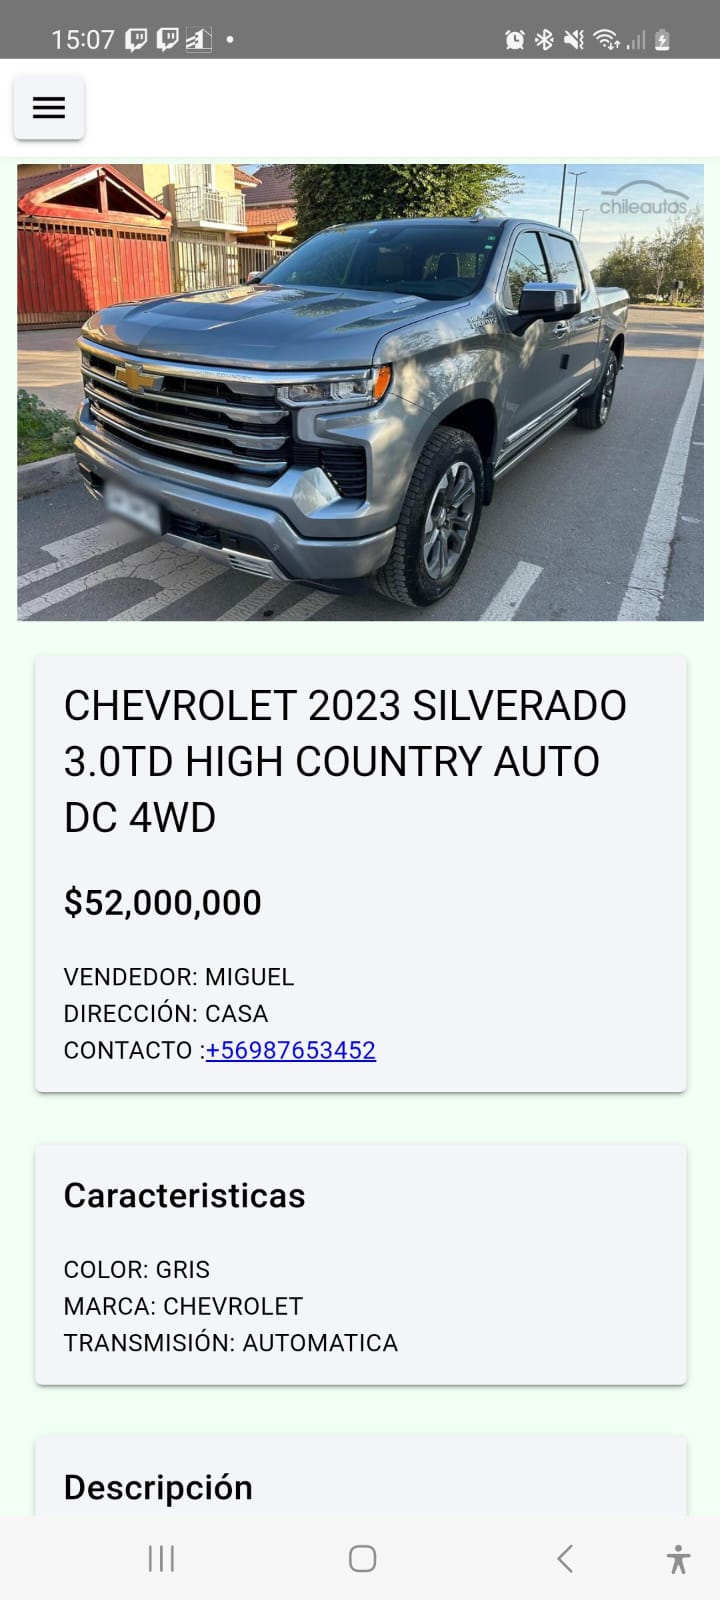 15:07
chileautos
CHEVROLET 2023 SILVERADO
3.0TD HIGH COUNTRY AUTO
DC 4WD
$52,000,000
VENDEDOR: MIGUEL
DIRECCIÓN: CASA
CONTACTO :+56987653452
Caracteristicas
COLOR: GRIS
MARCA: CHEVROLET
TRANSMISIÓN: AUTOMATICA
Descripción